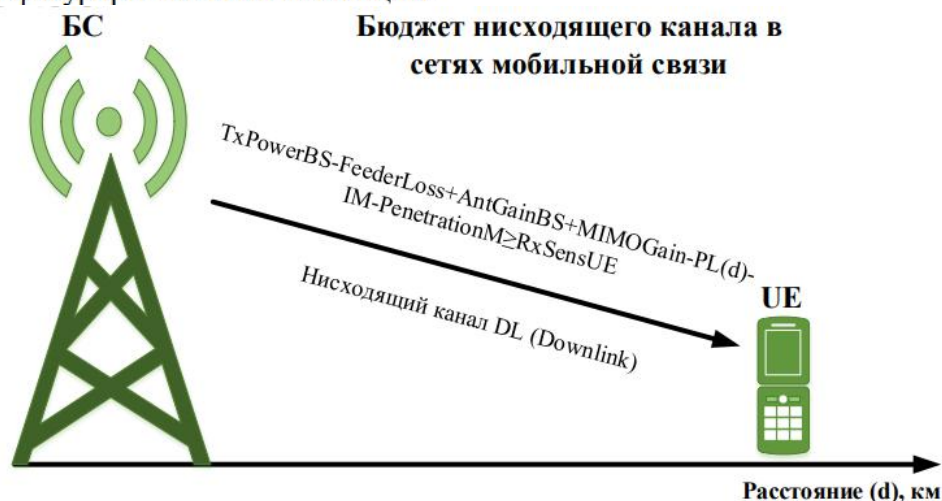 БС
Бюджет нисходящего канала в
сетях мобильной связи
TxPowerBS-FeederLoss+AntGainBS+MIMOGain-PL(d)-
IM-PenetrationM≥RxSensUE
Нисходящий канал DL (Downlink)
UE
Расстояние (d), км